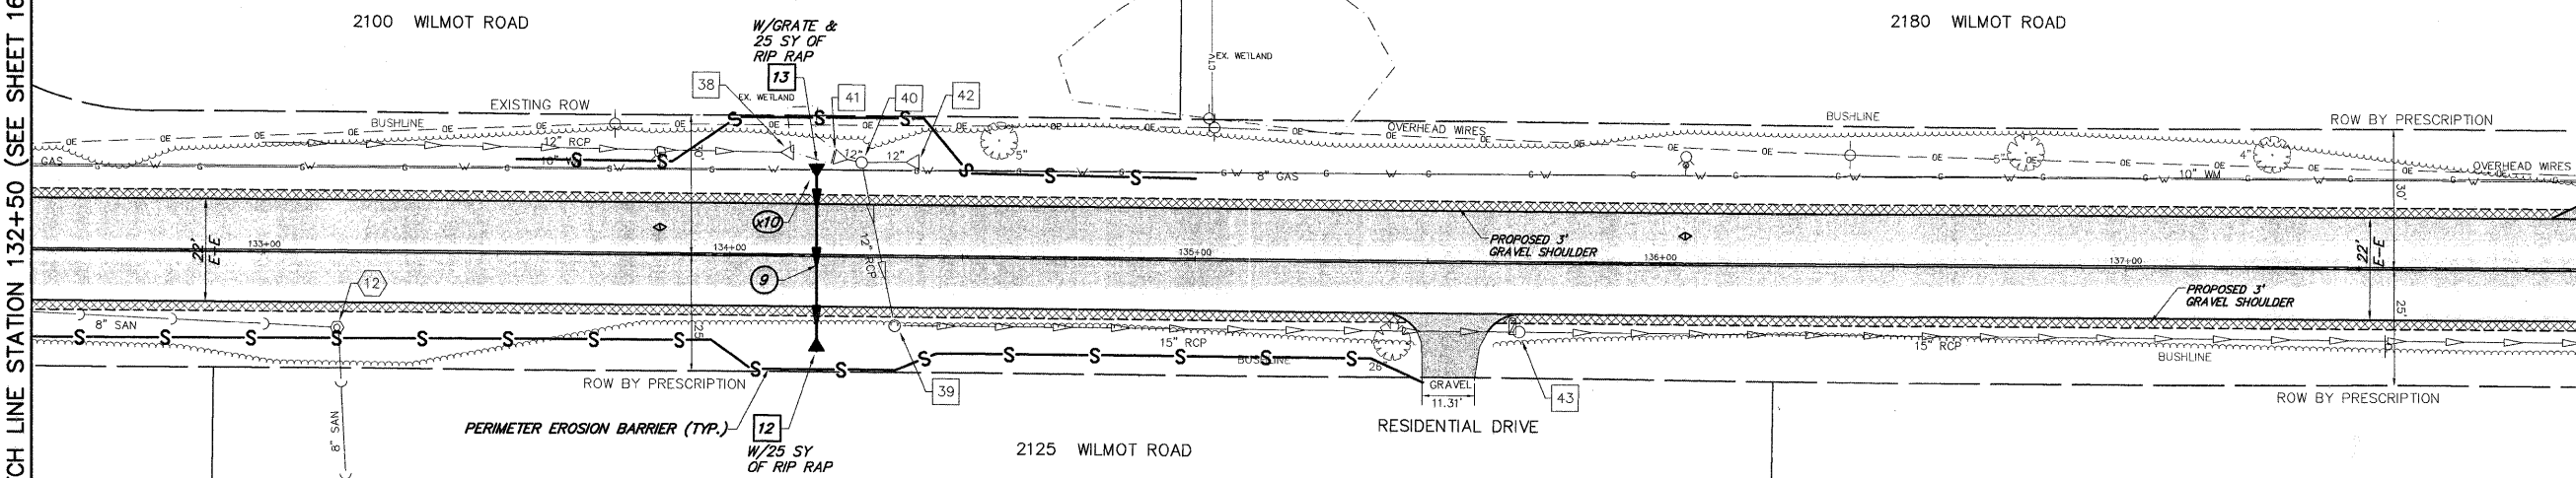 MATCH LINE STATION 132+50 (SEE SHEET 16
2100 WILMOT ROAD
W/GRATE &
25 SY OF
RIP RAP
13
EX. WETLAND
CTV
EX. WETLAND
2180 WILMOT ROAD
38
41
40
42
EXISTING ROW
BUSHLINE
OE
12" RCP
12"
12"
5"
OVERHEAD WIRES
BUSHLINE
ROW BY PRESCRIPTION
GAS
10" W
8" GAS
5"
4"
10" WM
OVERHEAD WIRES
30'
22'
E-E
133+00
x10
134+00
9
12" RCP
135+00
PROPOSED 3'
GRAVEL SHOULDER
136+00
137+00
22'
E-E
PROPOSED 3'
GRAVEL SHOULDER
12
8" SAN
25'
15" RCP
BUSHLINE
26"
15" RCP
BUSHLINE
25'
ROW BY PRESCRIPTION
39
GRAVEL
11.31'
43
ROW BY PRESCRIPTION
8" SAN
PERIMETER EROSION BARRIER (TYP.)
12
W/25 SY
OF RIP RAP
2125 WILMOT ROAD
RESIDENTIAL DRIVE